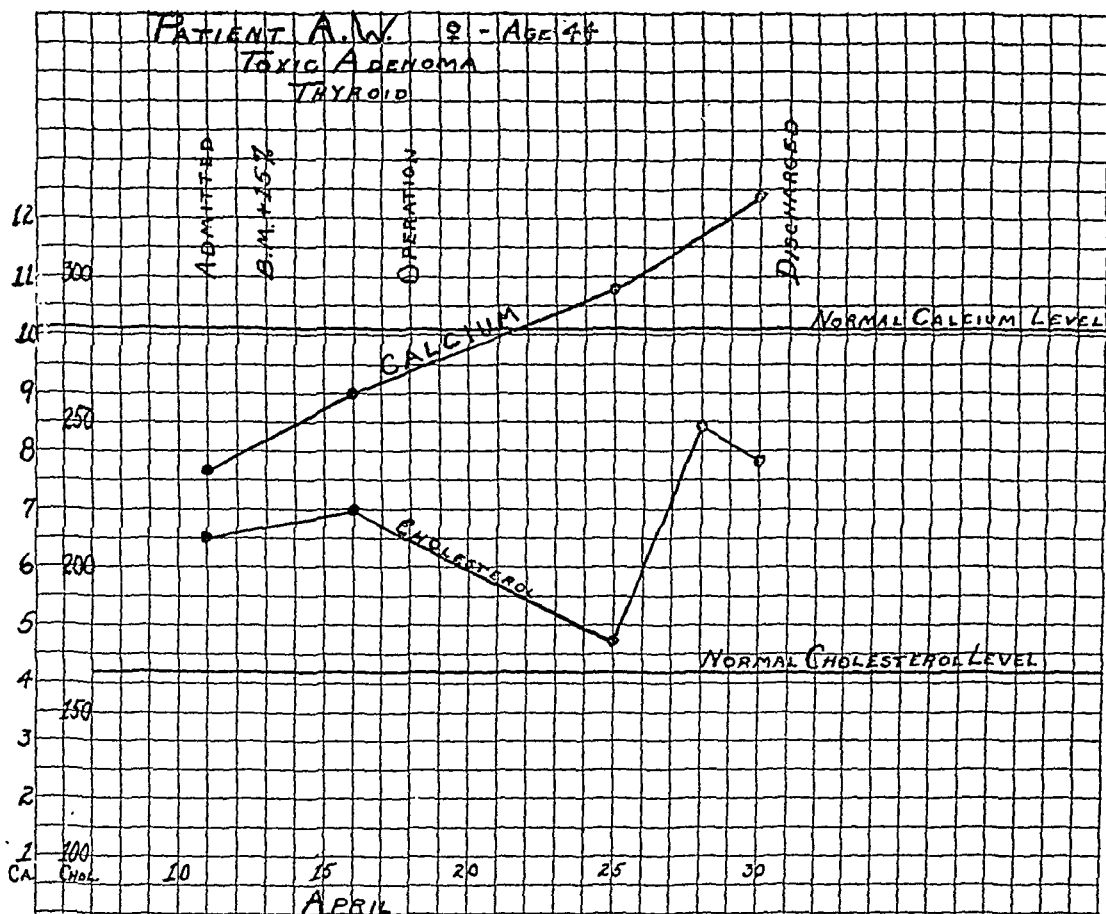 PATIENT A.W. ♀ - AGE 44
TOXIC ADENOMA
THYROID
ADMITTED
B.M.+15%
OPERATION
DISCHARGED
12
11 300
NORMAL CALCIUM LEVEL
10
CALCIUM
9
250
8
7
CHOLESTEROL
6 200
5
NORMAL CHOLESTEROL LEVEL
4
150
3
2
1 100
CA CHOL 10 15 20 25 30
APRIL